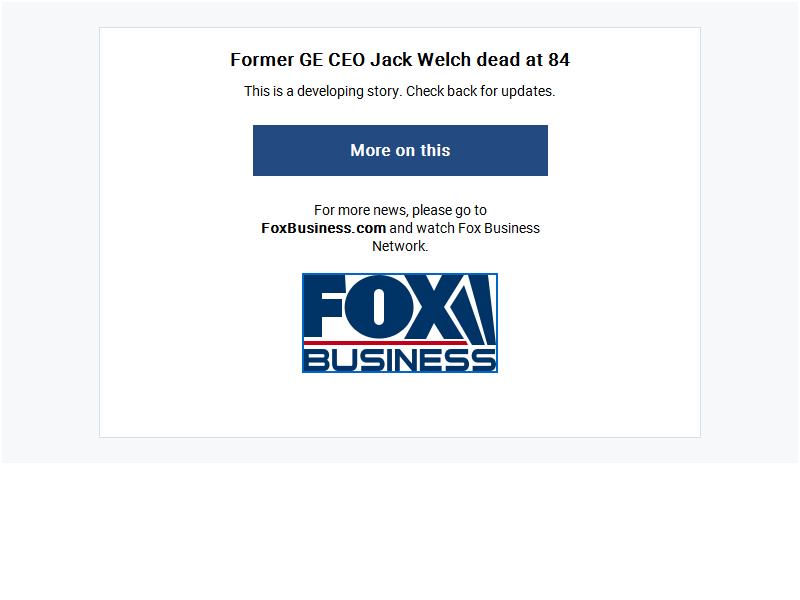 Former GE CEO Jack Welch dead at 84
This is a developing story. Check back for updates.
More on this
For more news, please go to
FoxBusiness.com and watch Fox Business
Network.
FOX
BUSINESS